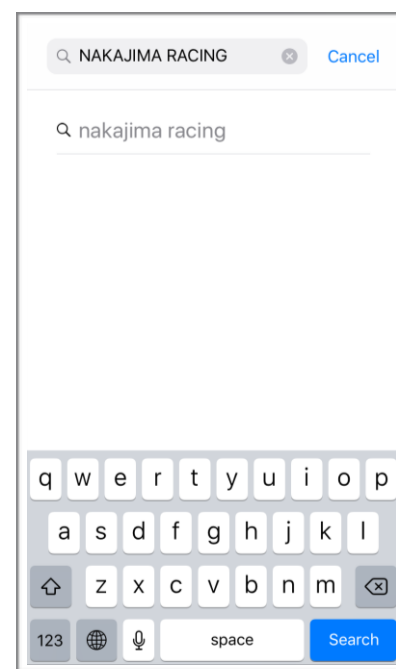 NAKAJIMA RACING Cancel
nakajima racing
q w e r t y u i o p
a s d f g h j k l
z x c v b n m
123 space Search